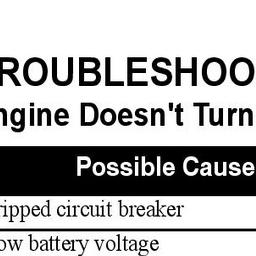 ROUBLESHOO
ngine Doesn't Turn
Possible Cause
ripped circuit breaker
ow battery voltage